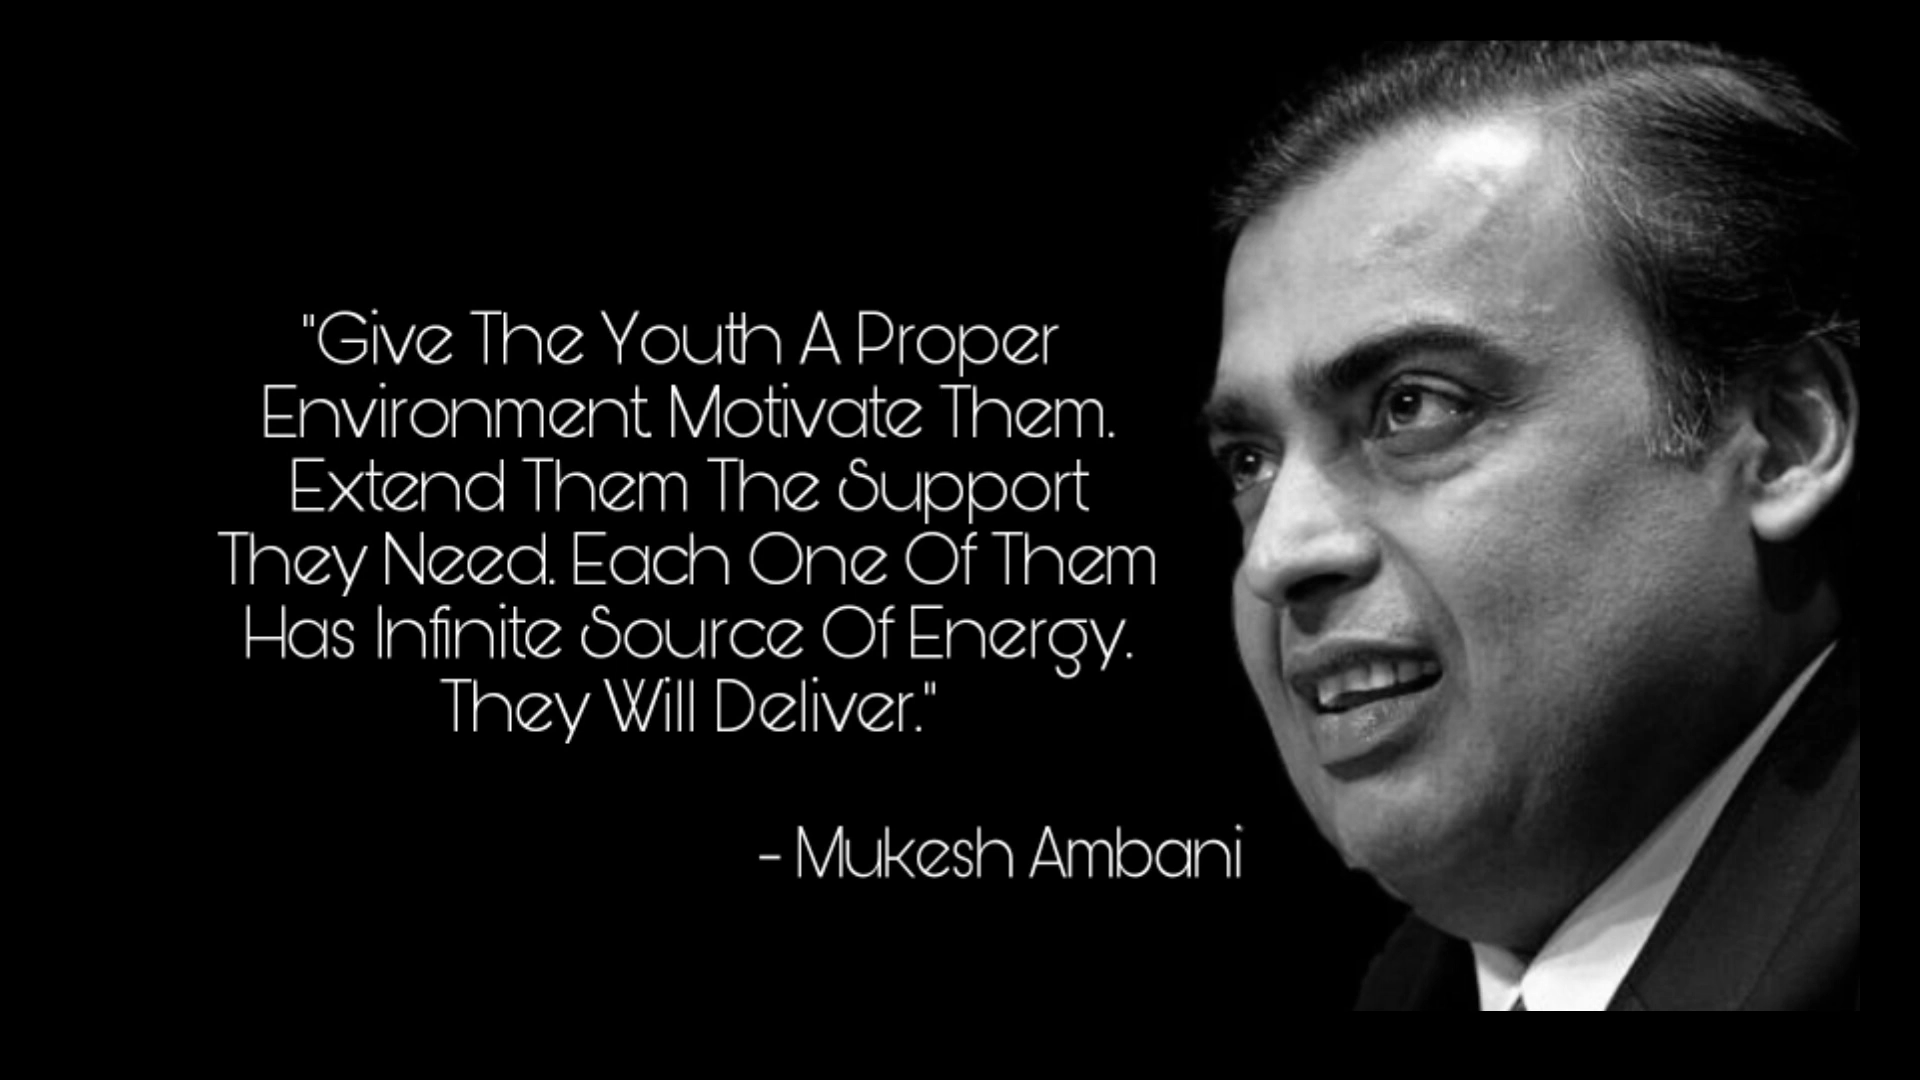 "Give The Youth A Proper
Environment. Motivate Them.
Extend Them The Support
They Need. Each One Of Them
Has Infinite Source Of Energy.
They Will Deliver."
- Mukesh Ambani